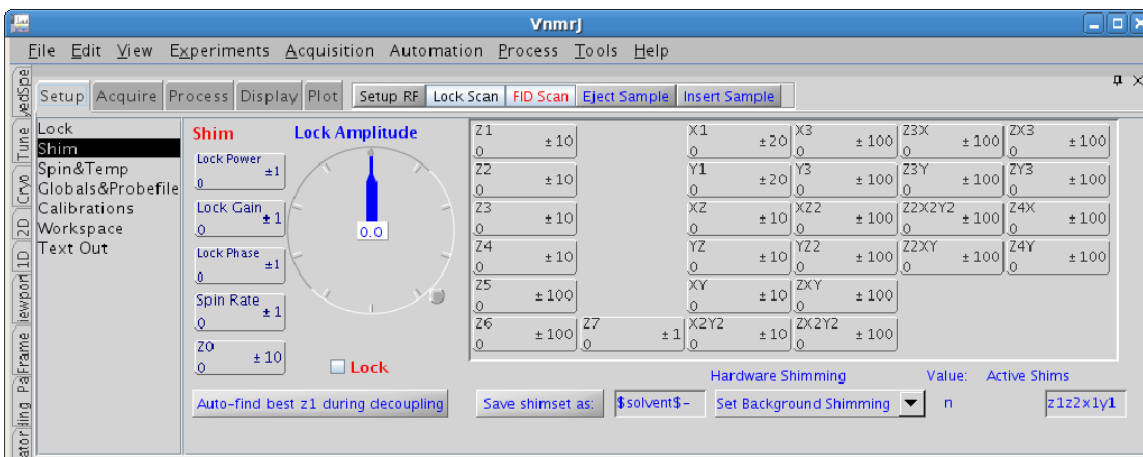 VnmrJ
File Edit View Experiments Acquisition Automation Process Tools Help
Setup Acquire Process Display Plot Setup RF Lock Scan FID Scan Eject Sample Insert Sample
Lock
Shim
Spin&Temp
Globals&Probefile
Calibrations
Workspace
Text Out
Tune
Cryo
2D
1D
iewport
Frame
Pa
ling
ator
Shim
Lock Power
±1
0
Lock Gain
±1
0
Lock Phase
±1
0
Spin Rate
±1
0
Z0
±10
0
Lock Amplitude
0.0
Lock
Z1 ±10 0
X1 ±20 0
X3 ±100 0
Z3X ±100 0
ZX3 ±100 0
Z2 ±10 0
Y1 ±20 0
Y3 ±100 0
Z3Y ±100 0
ZY3 ±100 0
Z3 ±10 0
XZ ±10 0
XZ2 ±100 0
Z2X2Y2 ±100 0
Z4X ±100 0
Z4 ±10 0
YZ ±10 0
YZ2 ±100 0
Z2XY ±100 0
Z4Y ±100 0
Z5 ±100 0
XY ±10 0
ZXY ±100 0
Z6 ±100 0
Z7 ±1 0
X2Y2 ±10 0
ZX2Y2 ±100 0
Hardware Shimming Value: Active Shims
Auto-find best z1 during decoupling Save shimset as: $solvent$- Set Background Shimming n z1z2x1y1